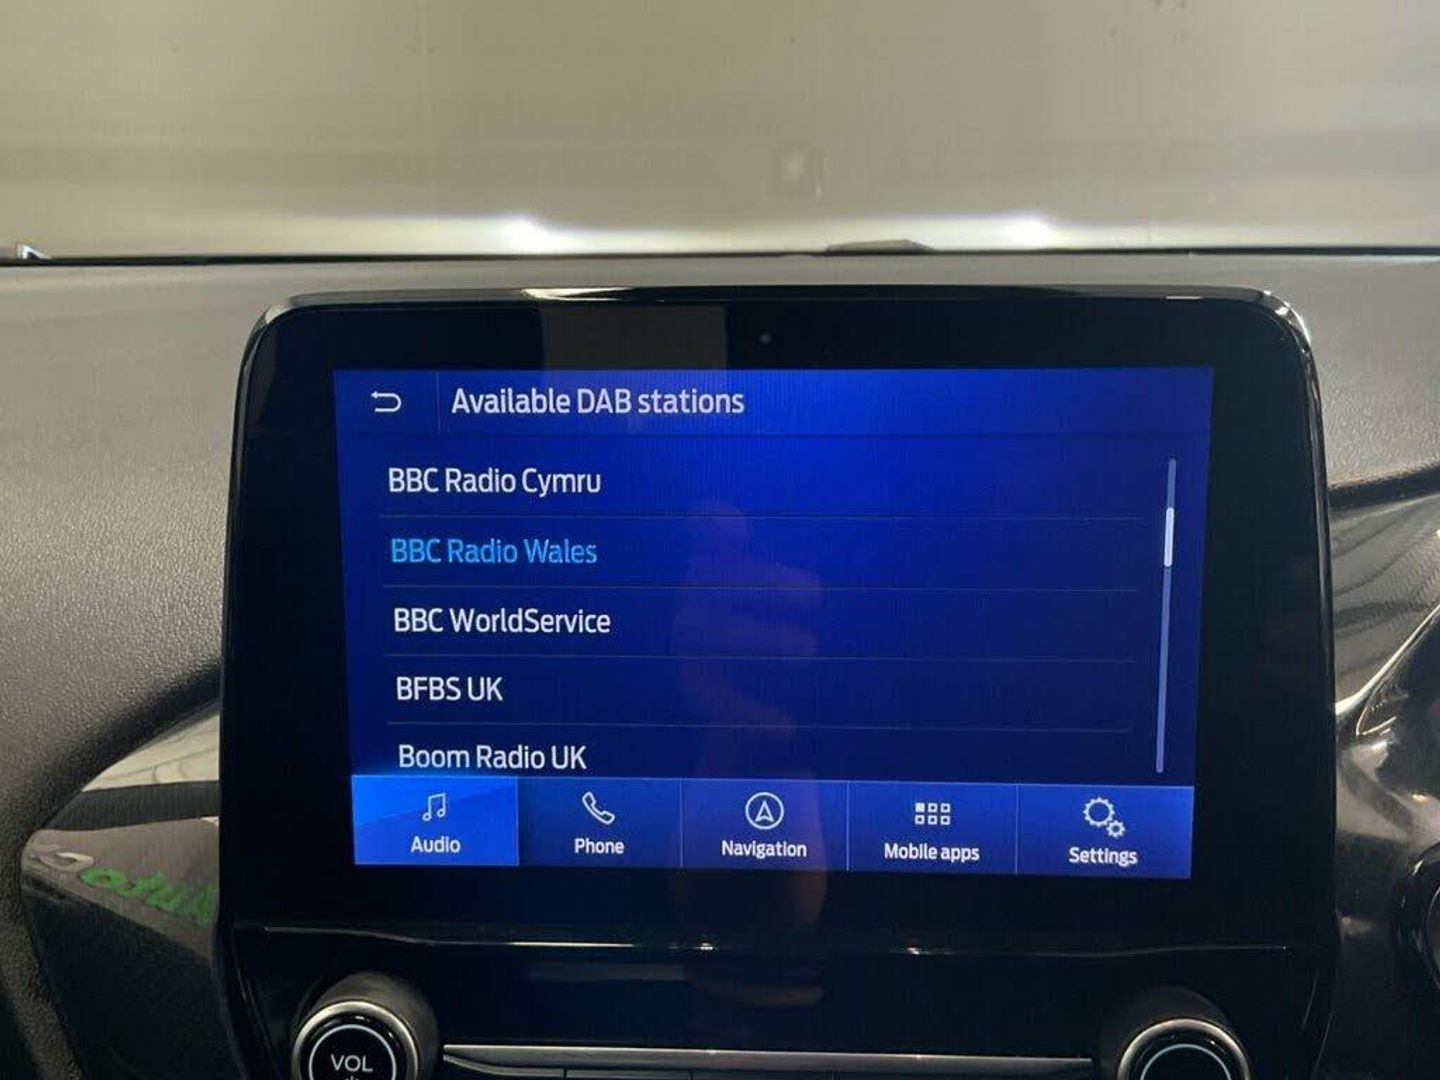 Available DAB stations
BBC Radio Cymru
BBC Radio Wales
BBC WorldService
BFBS UK
Boom Radio UK
Audio
Phone
Navigation
Mobile apps
Settings
VOL